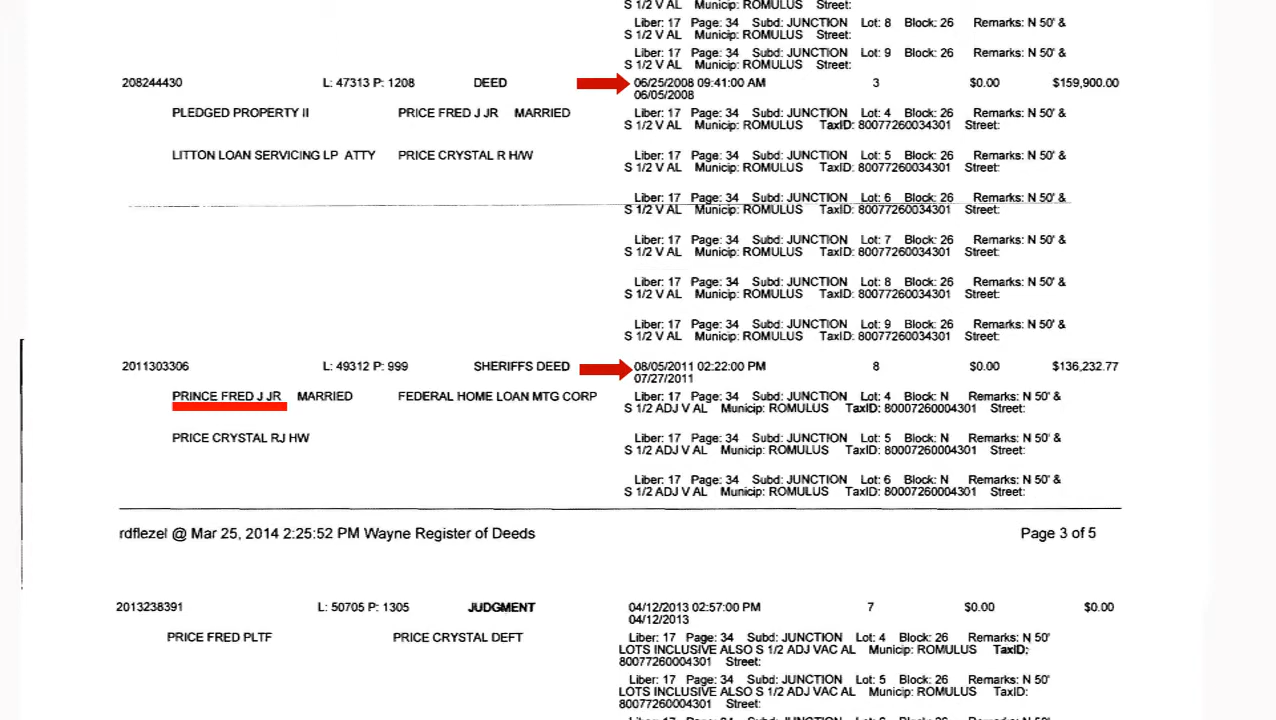 S 1/2 V AL Municip: ROMULUS Street:
Liber: 17 Page: 34 Subd: JUNCTION Lot: 8 Block: 26 Remarks: N 50' &
S 1/2 V AL Municip: ROMULUS Street:
Liber: 17 Page: 34 Subd: JUNCTION Lot: 9 Block: 26 Remarks: N 50' &
S 1/2 V AL Municip: ROMULUS Street:
208244430 L: 47313 P: 1208 DEED 06/25/2008 09:41:00 AM 3 $0.00 $159,900.00
06/05/2008
PLEDGED PROPERTY II PRICE FRED J JR MARRIED Liber: 17 Page: 34 Subd: JUNCTION Lot: 4 Block: 26 Remarks: N 50' &
S 1/2 V AL Municip: ROMULUS TaxID: 80077260034301 Street:
LITTON LOAN SERVICING LP ATTY PRICE CRYSTAL R H/W Liber: 17 Page: 34 Subd: JUNCTION Lot: 5 Block: 26 Remarks: N 50' &
S 1/2 V AL Municip: ROMULUS TaxID: 80077260034301 Street:
Liber: 17 Page: 34 Subd: JUNCTION Lot: 6 Block: 26 Remarks: N 50' &
S 1/2 V AL Municip: ROMULUS TaxID: 80077260034301 Street:
Liber: 17 Page: 34 Subd: JUNCTION Lot: 7 Block: 26 Remarks: N 50' &
S 1/2 V AL Municip: ROMULUS TaxID: 80077260034301 Street:
Liber: 17 Page: 34 Subd: JUNCTION Lot: 8 Block: 26 Remarks: N 50' &
S 1/2 V AL Municip: ROMULUS TaxID: 80077260034301 Street:
Liber: 17 Page: 34 Subd: JUNCTION Lot: 9 Block: 26 Remarks: N 50' &
S 1/2 V AL Municip: ROMULUS TaxID: 80077260034301 Street:
2011303306 L: 49312 P: 999 SHERIFFS DEED 08/05/2011 02:22:00 PM 8 $0.00 $136,232.77
07/27/2011
PRINCE FRED J JR MARRIED FEDERAL HOME LOAN MTG CORP Liber: 17 Page: 34 Subd: JUNCTION Lot: 4 Block: N Remarks: N 50' &
S 1/2 ADJ V AL Municip: ROMULUS TaxID: 80007260004301 Street:
PRICE CRYSTAL RJ HW Liber: 17 Page: 34 Subd: JUNCTION Lot: 5 Block: N Remarks: N 50' &
S 1/2 ADJ V AL Municip: ROMULUS TaxID: 80007260004301 Street:
Liber: 17 Page: 34 Subd: JUNCTION Lot: 6 Block: N Remarks: N 50' &
S 1/2 ADJ V AL Municip: ROMULUS TaxID: 80007260004301 Street:
rdflezel @ Mar 25, 2014 2:25:52 PM Wayne Register of Deeds Page 3 of 5
2013238391 L: 50705 P: 1305 JUDGMENT 04/12/2013 02:57:00 PM 7 $0.00 $0.00
04/12/2013
PRICE FRED PLTF PRICE CRYSTAL DEFT Liber: 17 Page: 34 Subd: JUNCTION Lot: 4 Block: 26 Remarks: N 50'
LOTS INCLUSIVE ALSO S 1/2 ADJ VAC AL Municip: ROMULUS TaxID:
80077260004301 Street:
Liber: 17 Page: 34 Subd: JUNCTION Lot: 5 Block: 26 Remarks: N 50'
LOTS INCLUSIVE ALSO S 1/2 ADJ VAC AL Municip: ROMULUS TaxID:
80077260004301 Street: